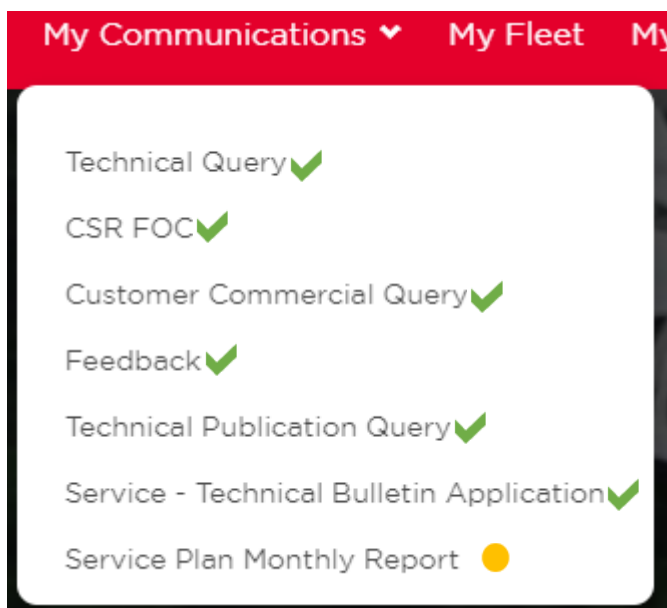 My Communications My Fleet My
Technical Query
CSR FOC
Customer Commercial Query
Feedback
Technical Publication Query
Service - Technical Bulletin Application
Service Plan Monthly Report